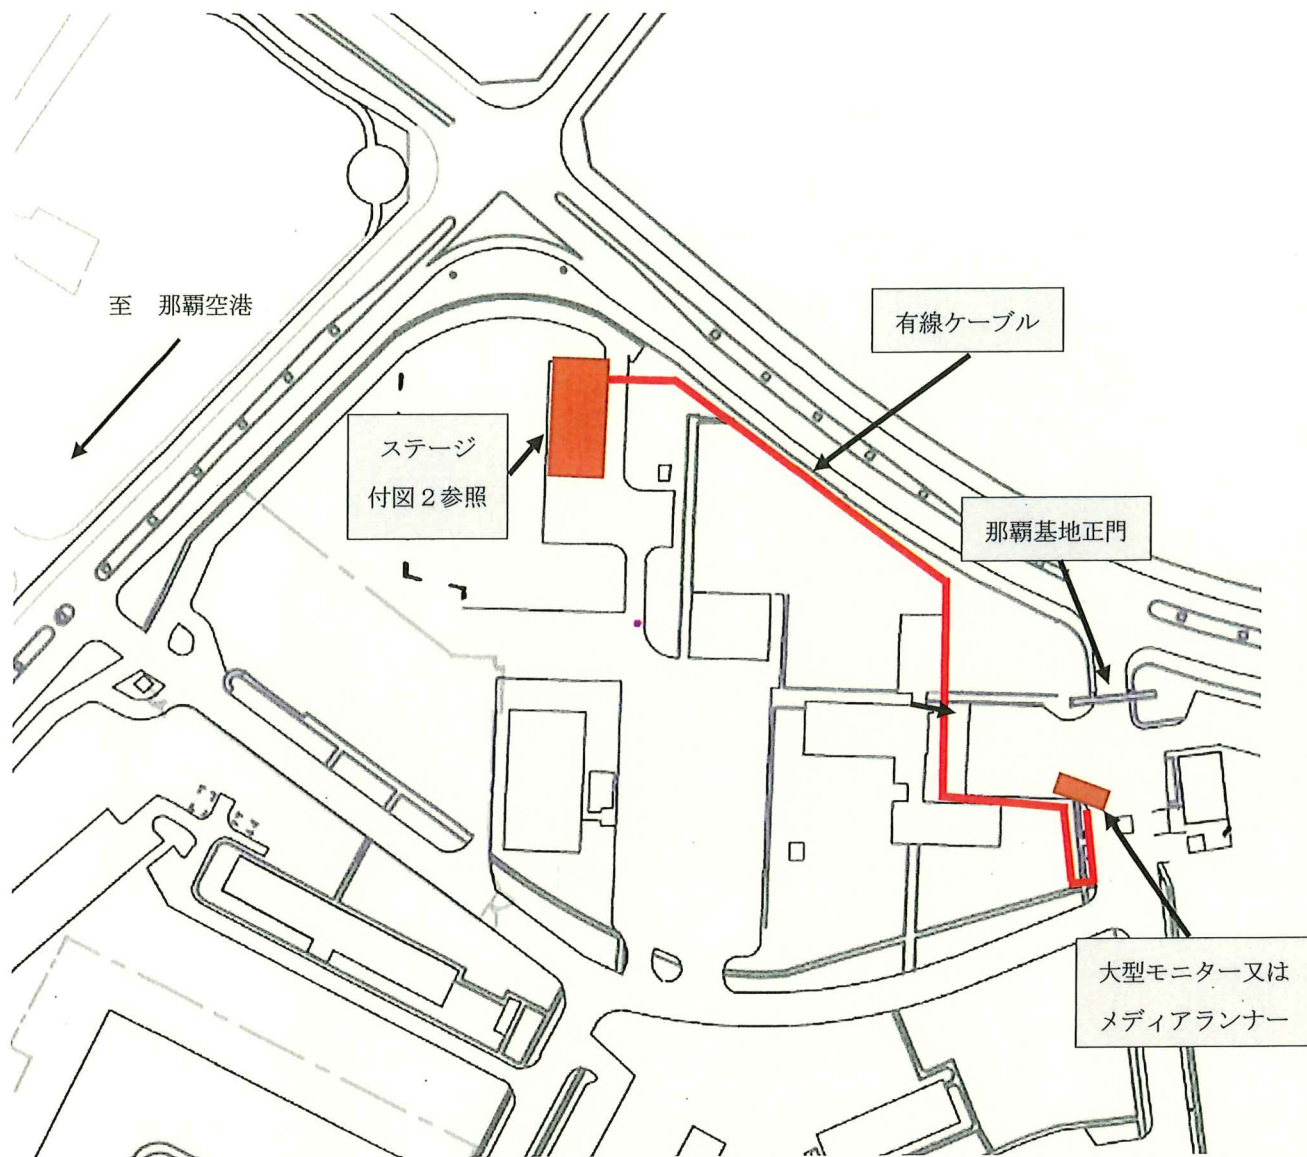 至 那覇空港
有線ケーブル
ステージ
付図2参照
那覇基地正門
大型モニター又は
メディアランナー